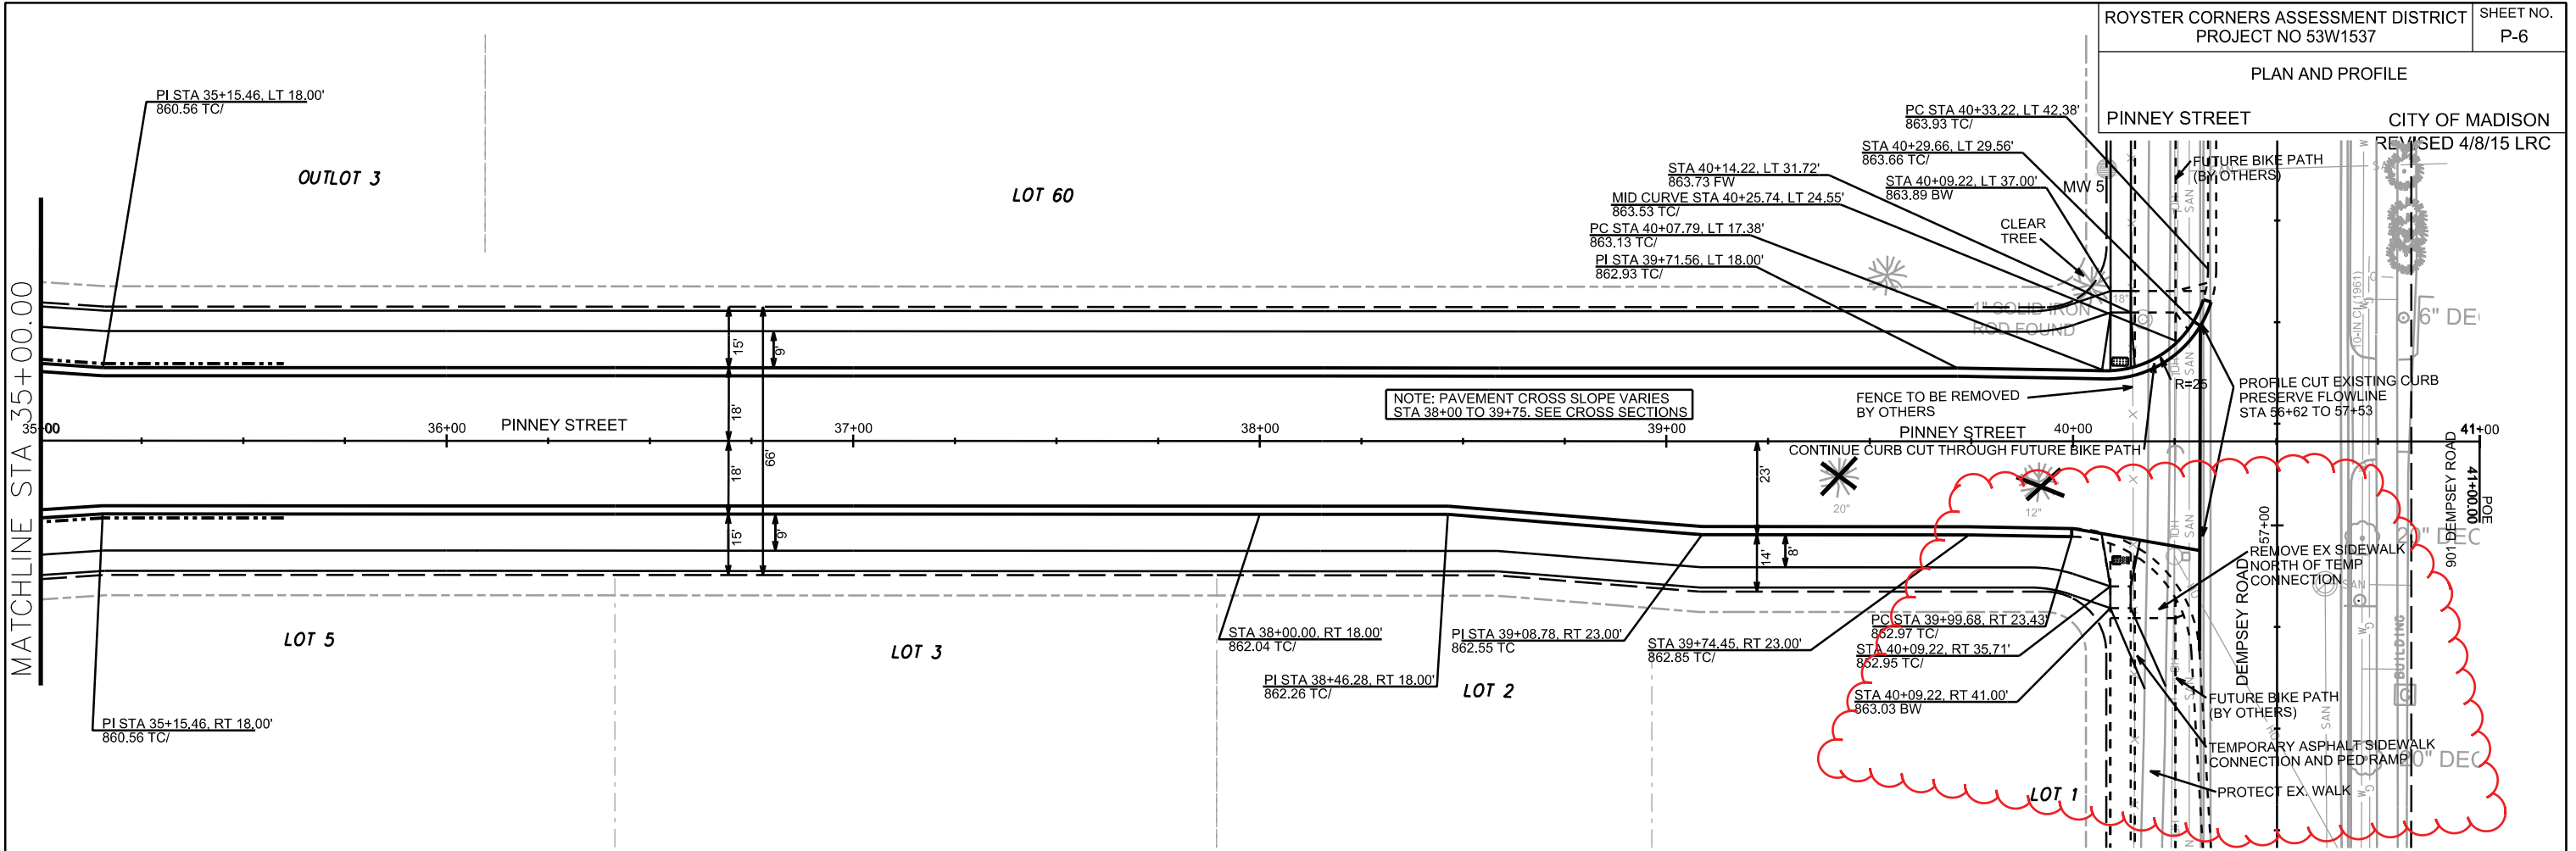 ROYSTER CORNERS ASSESSMENT DISTRICT
PROJECT NO 53W1537
SHEET NO.
P-6
PLAN AND PROFILE
PINNEY STREET
CITY OF MADISON
REVISED 4/8/15 LRC
PI STA 35+15.46, LT 18.00'
860.56 TC/
OUTLOT 3
LOT 60
PC STA 40+33.22, LT 42.38'
863.93 TC/
STA 40+29.66, LT 29.56'
863.66 TC/
STA 40+14.22, LT 31.72'
863.73 FW
STA 40+09.22, LT 37.00'
863.89 BW
MID CURVE STA 40+25.74, LT 24.55'
863.53 TC/
PC STA 40+07.79, LT 17.38'
863.13 TC/
PI STA 39+71.56, LT 18.00'
862.93 TC/
MW 5
CLEAR
TREE
FUTURE BIKE PATH
(BY OTHERS)
18"
1" SOLID IRON
ROD FOUND
10-IN CI (1961)
6" DEC
MATCHLINE STA 35+00.00
15'
9'
18'
66'
18'
15'
9'
NOTE: PAVEMENT CROSS SLOPE VARIES
STA 38+00 TO 39+75. SEE CROSS SECTIONS
R=25
FENCE TO BE REMOVED
BY OTHERS
PROFILE CUT EXISTING CURB
PRESERVE FLOWLINE
STA 56+62 TO 57+53
35+00
36+00
PINNEY STREET
37+00
38+00
39+00
PINNEY STREET
40+00
41+00
CONTINUE CURB CUT THROUGH FUTURE BIKE PATH
23'
14'
8'
20"
12"
57+00
DEMPSEY ROAD
901 DEMPSEY ROAD
41+00.00
POE
20" DEC
REMOVE EX SIDEWALK
NORTH OF TEMP
CONNECTION
SAN
BUILDING
LOT 5
LOT 3
STA 38+00.00, RT 18.00'
862.04 TC/
PI STA 39+08.78, RT 23.00'
862.55 TC
STA 39+74.45, RT 23.00'
862.85 TC/
PC STA 39+99.68, RT 23.43'
862.97 TC/
STA 40+09.22, RT 35.71'
862.95 TC/
PI STA 38+46.28, RT 18.00'
862.26 TC/
LOT 2
STA 40+09.22, RT 41.00'
863.03 BW
PI STA 35+15.46, RT 18.00'
860.56 TC/
FUTURE BIKE PATH
(BY OTHERS)
TEMPORARY ASPHALT SIDEWALK
CONNECTION AND PED RAMP
20" DEC
LOT 1
PROTECT EX. WALK